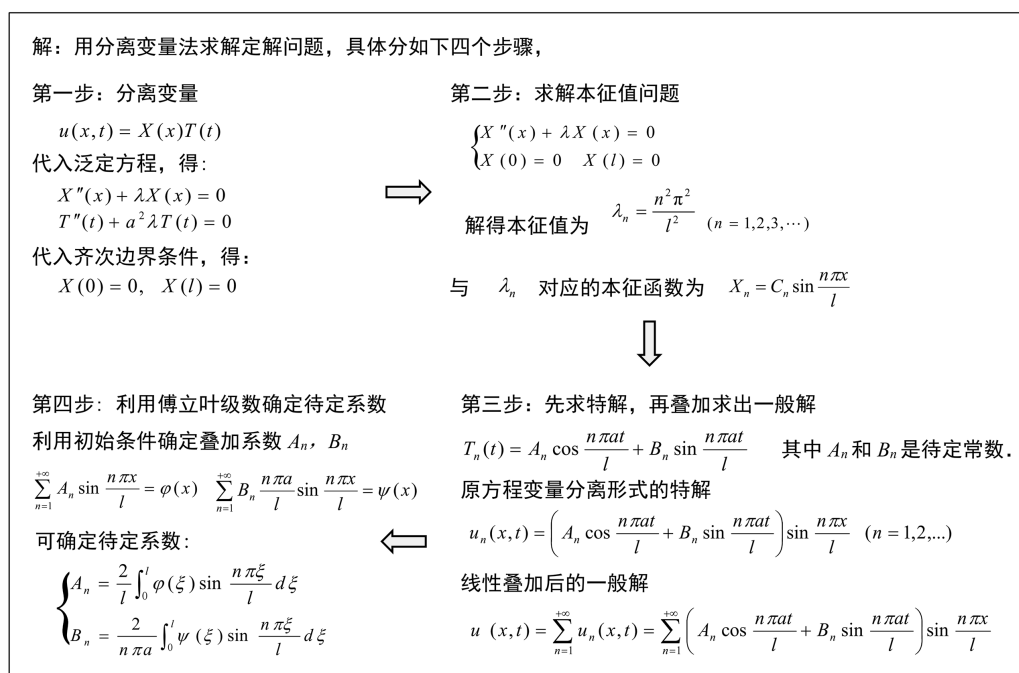 解：用分离变量法求解定解问题，具体分如下四个步骤，
第一步：分离变量
u(x,t) = X(x)T(t)
代入泛定方程，得：
X″(x) + λX(x) = 0
T″(t) + a²λT(t) = 0
代入齐次边界条件，得：
X(0) = 0, X(l) = 0
第二步：求解本征值问题
{X″(x) + λX(x) = 0
X(0) = 0 X(l) = 0
解得本征值为 λₙ = n²π²/l² (n = 1,2,3,⋯)
与 λₙ 对应的本征函数为 Xₙ = Cₙ sin nπx/l
第三步：先求特解，再叠加求出一般解
Tₙ(t) = Aₙ cos nπat/l + Bₙ sin nπat/l 其中 Aₙ 和 Bₙ 是待定常数．
原方程变量分离形式的特解
uₙ(x,t) = (Aₙ cos nπat/l + Bₙ sin nπat/l) sin nπx/l (n = 1,2,...)
线性叠加后的一般解
u (x,t) = ∑_{n=1}^{+∞} uₙ(x,t) = ∑_{n=1}^{+∞} (Aₙ cos nπat/l + Bₙ sin nπat/l) sin nπx/l
第四步：利用傅立叶级数确定待定系数
利用初始条件确定叠加系数 Aₙ，Bₙ
∑_{n=1}^{+∞} Aₙ sin nπx/l = φ(x) ∑_{n=1}^{+∞} Bₙ nπa/l sin nπx/l = ψ(x)
可确定待定系数：
{Aₙ = 2/l ∫₀ˡ φ(ξ) sin nπξ/l dξ
Bₙ = 2/nπa ∫₀ˡ ψ(ξ) sin nπξ/l dξ